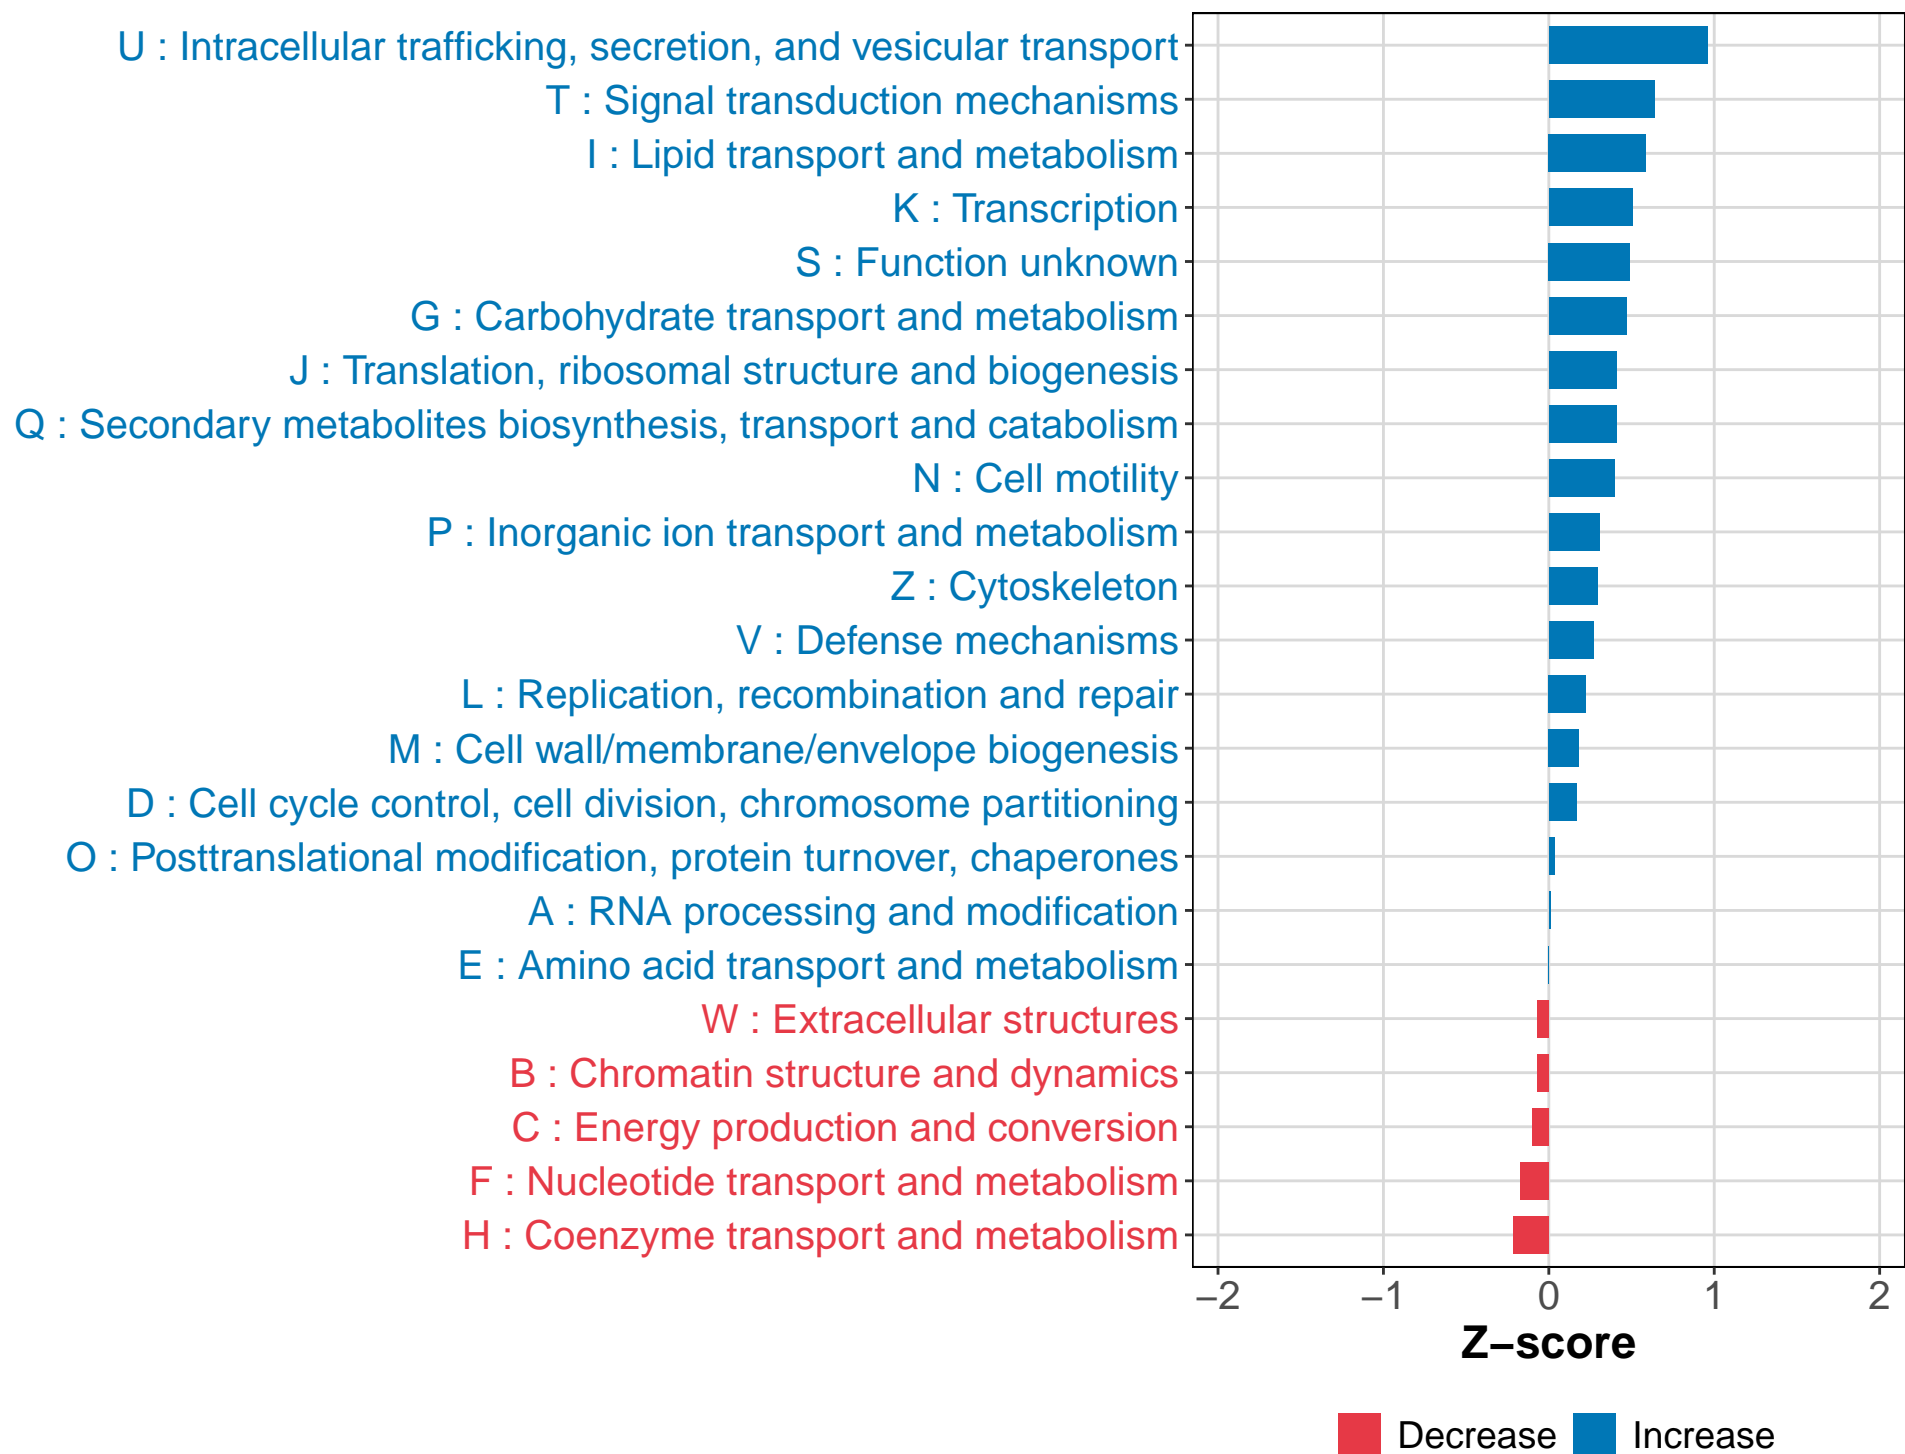 U : Intracellular trafficking, secretion, and vesicular transport
T : Signal transduction mechanisms
I : Lipid transport and metabolism
K : Transcription
S : Function unknown
G : Carbohydrate transport and metabolism
J : Translation, ribosomal structure and biogenesis
Q : Secondary metabolites biosynthesis, transport and catabolism
N : Cell motility
P : Inorganic ion transport and metabolism
Z : Cytoskeleton
V : Defense mechanisms
L : Replication, recombination and repair
M : Cell wall/membrane/envelope biogenesis
D : Cell cycle control, cell division, chromosome partitioning
O : Posttranslational modification, protein turnover, chaperones
A : RNA processing and modification
E : Amino acid transport and metabolism
W : Extracellular structures
B : Chromatin structure and dynamics
C : Energy production and conversion
F : Nucleotide transport and metabolism
H : Coenzyme transport and metabolism
−2 −1 0 1 2
Z−score
Decrease Increase